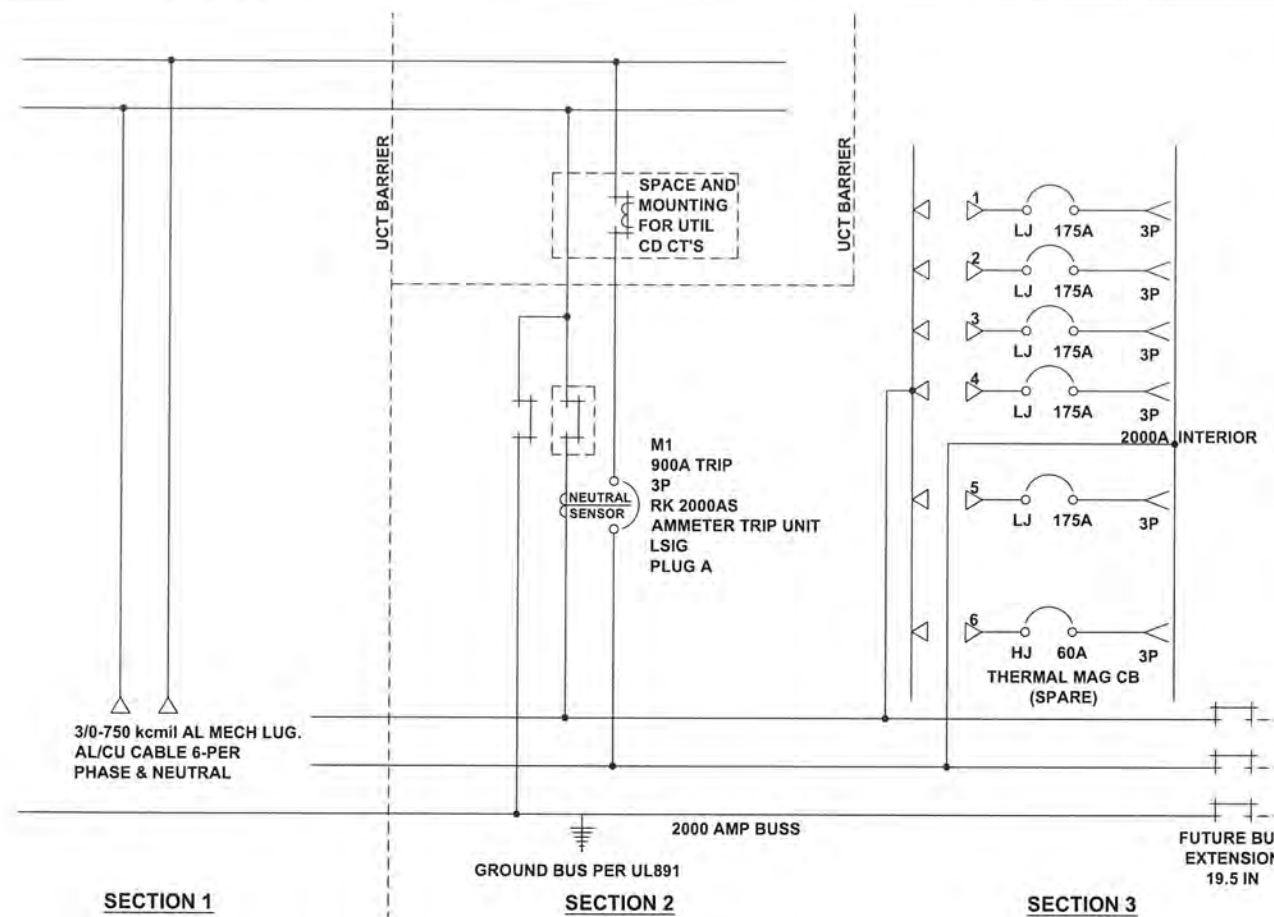 UCT BARRIER
SPACE AND
MOUNTING
FOR UTIL
CD CT'S
UCT BARRIER
1
LJ 175A 3P
2
LJ 175A 3P
3
LJ 175A 3P
4
LJ 175A 3P
2000A INTERIOR
5
LJ 175A 3P
6
HJ 60A 3P
THERMAL MAG CB
(SPARE)
NEUTRAL
SENSOR
M1
900A TRIP
3P
RK 2000AS
AMMETER TRIP UNIT
LSIG
PLUG A
3/0-750 kcmil AL MECH LUG.
AL/CU CABLE 6-PER
PHASE & NEUTRAL
2000 AMP BUSS
GROUND BUS PER UL891
FUTURE BU
EXTENSION
19.5 IN
SECTION 1
SECTION 2
SECTION 3